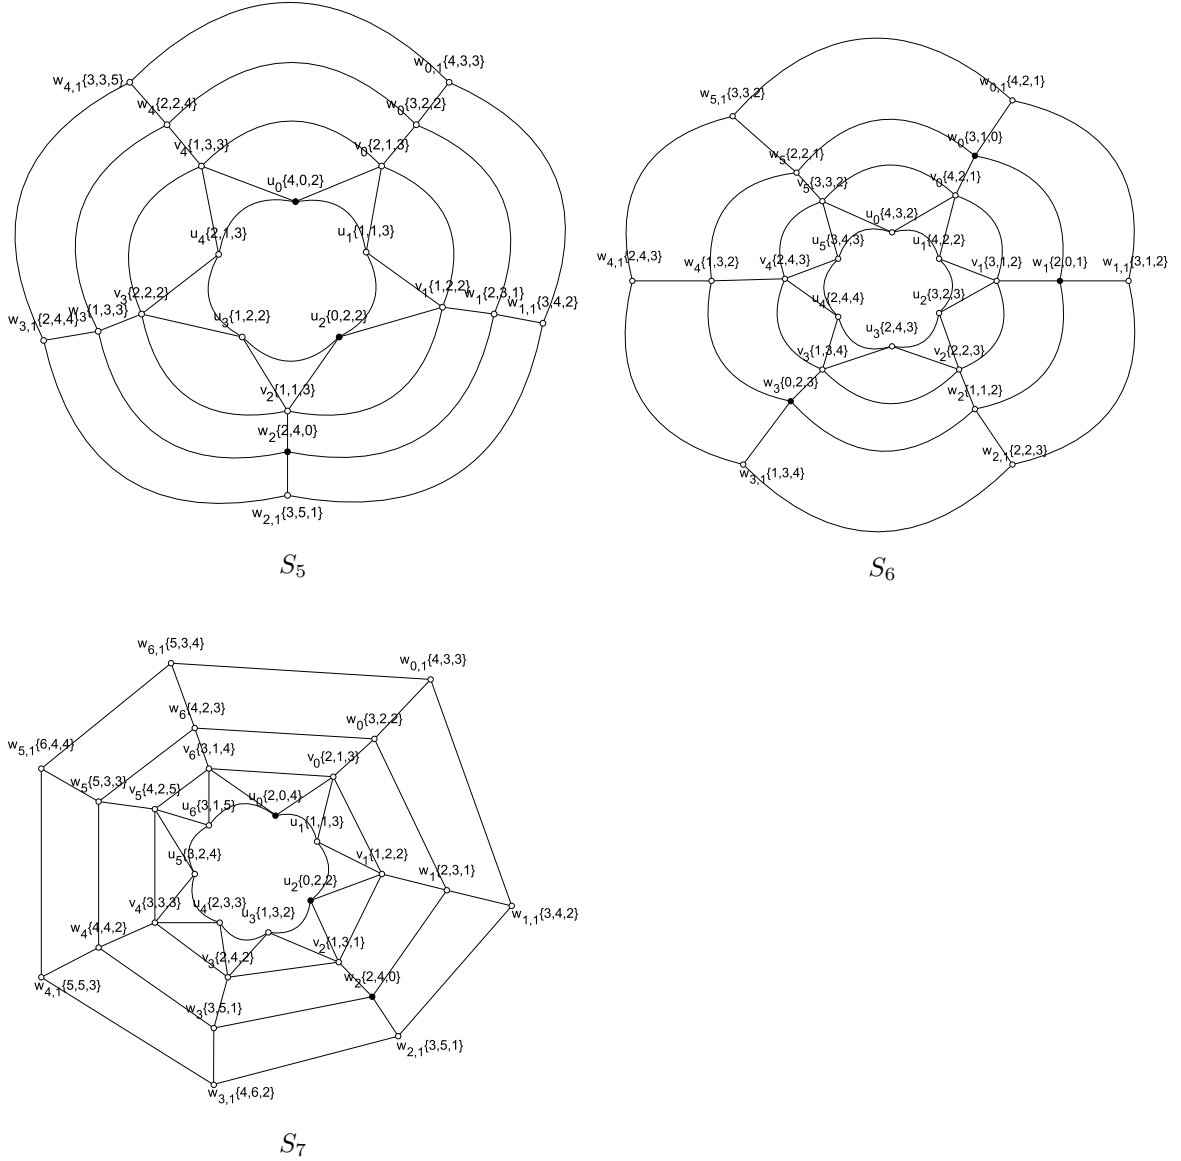 w4,1{3,3,5}
w0,1{4,3,3}
w4{2,2,4}
w0{3,2,2}
v4{1,3,3}
v0{2,1,3}
u0{4,0,2}
u4{2,1,3}
u1{1,1,3}
v3{2,2,2}
v1{1,2,2}
w1{2,3,1}
w1,1{3,4,2}
w3,1{2,4,4}
w3{1,3,3}
u3{1,2,2}
u2{0,2,2}
v2{1,1,3}
w2{2,4,0}
w2,1{3,5,1}
S5
w5,1{3,3,2}
w0,1{4,2,1}
w0{3,1,0}
w5{2,2,1}
v5{3,3,2}
v0{4,2,1}
u0{4,3,2}
u5{3,4,3}
u1{4,2,2}
w4,1{2,4,3}
w4{1,3,2}
v4{2,4,3}
v1{3,1,2}
w1{2,0,1}
w1,1{3,1,2}
u4{2,4,4}
u2{3,2,3}
u3{2,4,3}
v3{1,3,4}
v2{2,2,3}
w3{0,2,3}
w2{1,1,2}
w3,1{1,3,4}
w2,1{2,2,3}
S6
w6,1{5,3,4}
w0,1{4,3,3}
w6{4,2,3}
w0{3,2,2}
w5,1{6,4,4}
v6{3,1,4}
v0{2,1,3}
w5{5,3,3}
v5{4,2,5}
u6{3,1,5}
u0{2,0,4}
u1{1,1,3}
u5{3,2,4}
v1{1,2,2}
w1{2,3,1}
u2{0,2,2}
v4{3,3,3}
u4{2,3,3}
u3{1,3,2}
w1,1{3,4,2}
w4{4,4,2}
v3{2,4,2}
v2{1,3,1}
w2{2,4,0}
w4,1{5,5,3}
w3{3,5,1}
w2,1{3,5,1}
w3,1{4,6,2}
S7